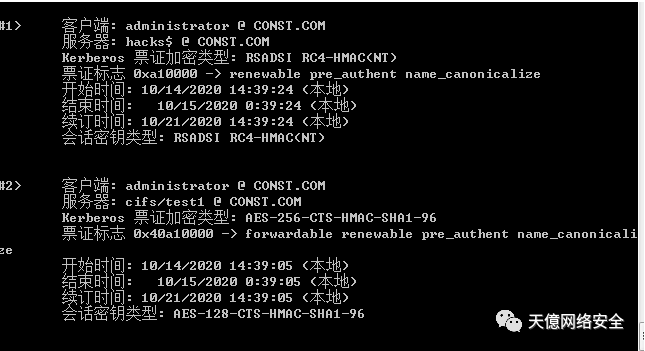 #1>     客户端: administrator @ CONST.COM
        服务器: hacks$ @ CONST.COM
        Kerberos 票证加密类型: RSADSI RC4-HMAC(NT)
        票证标志 0xa10000 -> renewable pre_authent name_canonicalize
        开始时间: 10/14/2020 14:39:24 (本地)
        结束时间:   10/15/2020 0:39:24 (本地)
        续订时间: 10/21/2020 14:39:24 (本地)
        会话密钥类型: RSADSI RC4-HMAC(NT)
#2>     客户端: administrator @ CONST.COM
        服务器: cifs/test1 @ CONST.COM
        Kerberos 票证加密类型: AES-256-CTS-HMAC-SHA1-96
        票证标志 0x40a10000 -> forwardable renewable pre_authent name_canonicali
ze
        开始时间: 10/14/2020 14:39:05 (本地)
        结束时间:   10/15/2020 0:39:05 (本地)
        续订时间: 10/21/2020 14:39:05 (本地)
        会话密钥类型: AES-128-CTS-HMAC-SHA1-96
天億网络安全